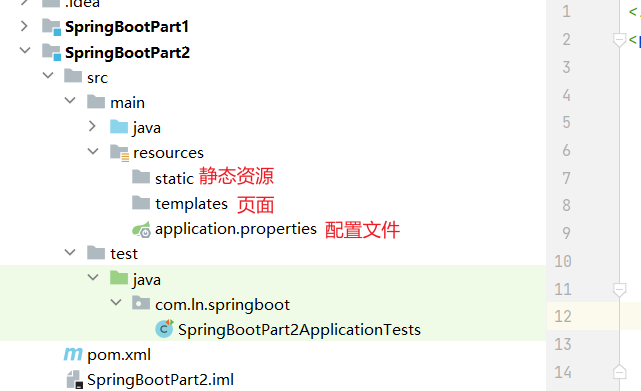 .idea
SpringBootPart1
SpringBootPart2
src
main
java
resources
static 静态资源
templates 页面
application.properties 配置文件
test
java
com.ln.springboot
SpringBootPart2ApplicationTests
pom.xml
SpringBootPart2.iml
1 <
2 <
3
4
5
6
7
8
9
10
11
12
13
14